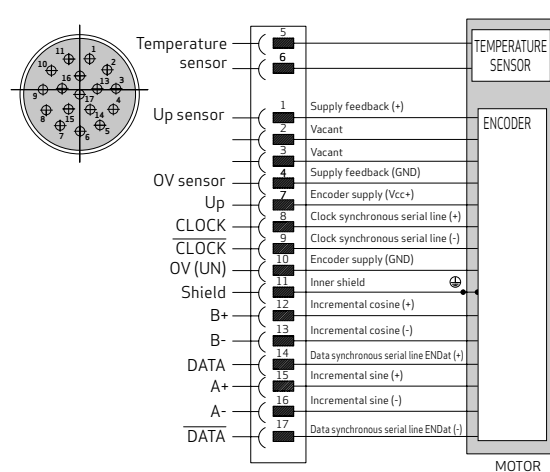 11 1
10 2
16 13 3
9 17
8 15 14 4
7 6 5
Temperature sensor
5
6
TEMPERATURE SENSOR
Up sensor
1 Supply feedback (+)
ENCODER
2 Vacant
3 Vacant
OV sensor 4 Supply feedback (GND)
Up 7 Encoder supply (Vcc+)
CLOCK 8 Clock synchronous serial line (+)
CLOCK 9 Clock synchronous serial line (-)
OV (UN) 10 Encoder supply (GND)
Shield 11 Inner shield
B+ 12 Incremental cosine (+)
B- 13 Incremental cosine (-)
DATA 14 Data synchronous serial line ENDat (+)
A+ 15 Incremental sine (+)
A- 16 Incremental sine (-)
DATA 17 Data synchronous serial line ENDat (-)
MOTOR